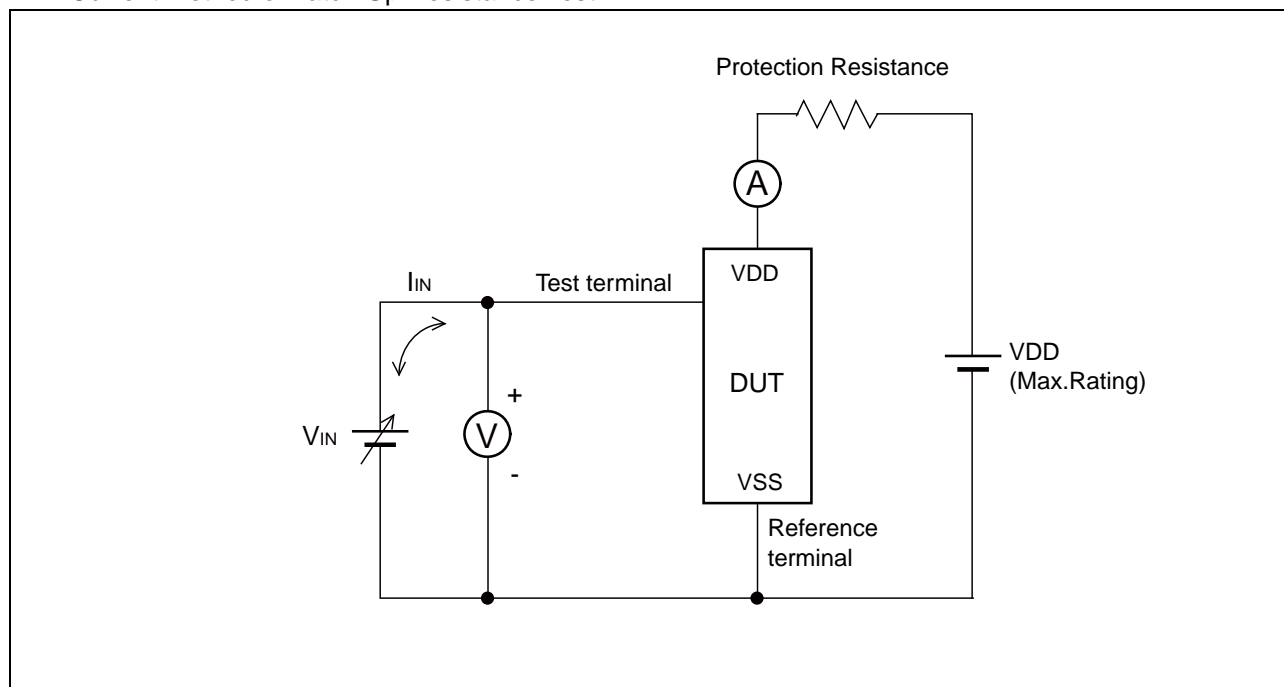 Protection Resistance
A
IIN
Test terminal
VDD
VDD
(Max.Rating)
DUT
+
VIN
V
-
VSS
Reference
terminal